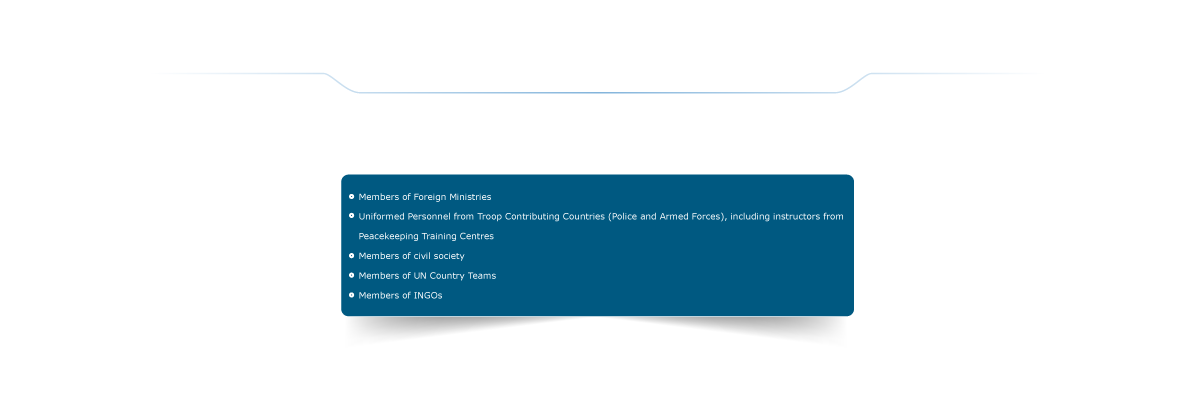 Members of Foreign Ministries
Uniformed Personnel from Troop Contributing Countries (Police and Armed Forces), including instructors from
Peacekeeping Training Centres
Members of civil society
Members of UN Country Teams
Members of INGOs